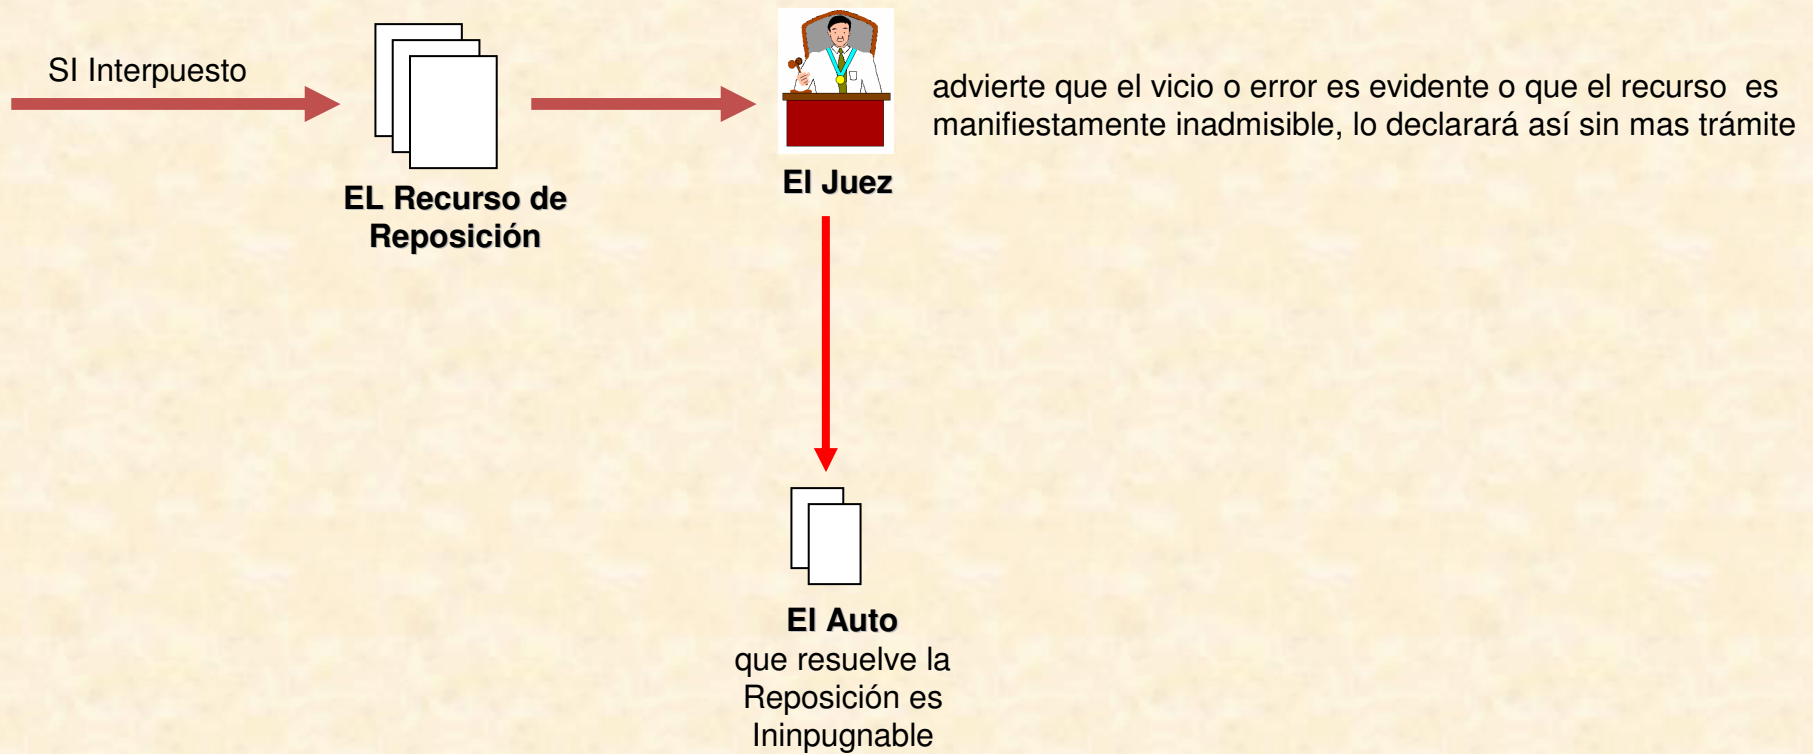 SI Interpuesto
EL Recurso de
Reposición
El Juez
advierte que el vicio o error es evidente o que el recurso es
manifiestamente inadmisible, lo declarará así sin mas trámite
El Auto
que resuelve la
Reposición es
Ininpugnable